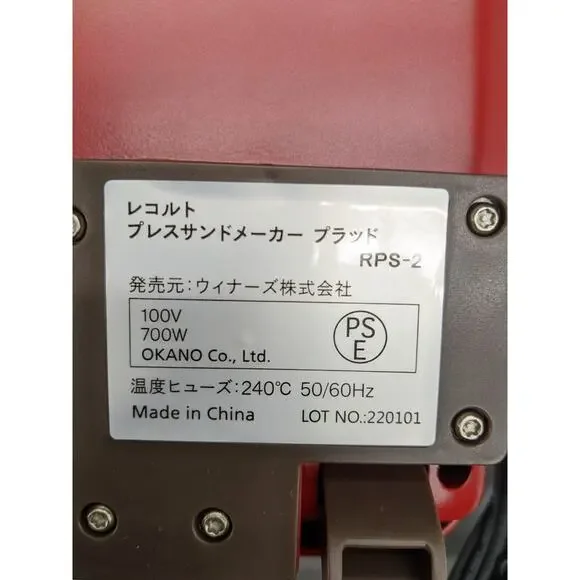 レコルト
プレスサンドメーカー プラッド
RPS-2
発売元:ウィナーズ株式会社
100V
700W
OKANO Co., Ltd.
PS
E
温度ヒューズ:240℃ 50/60Hz
Made in China LOT NO.:220101